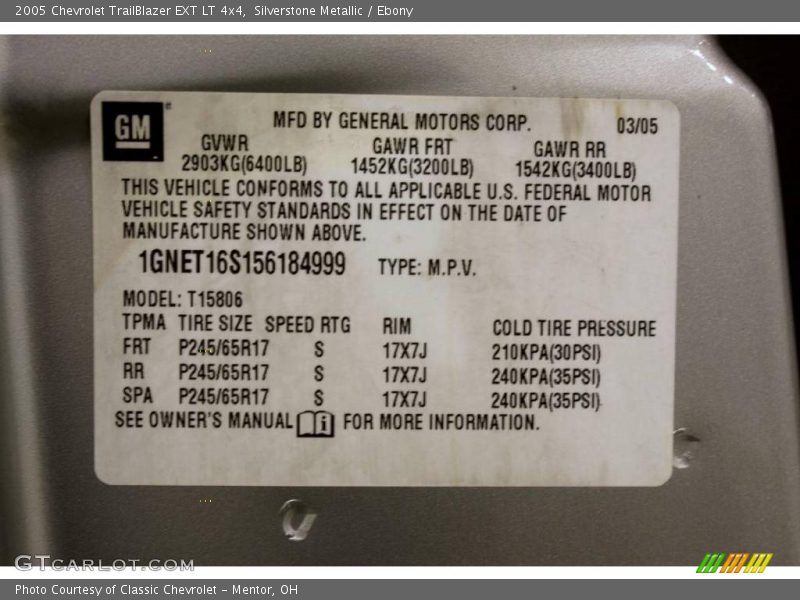 2005 Chevrolet TrailBlazer EXT LT 4x4, Silverstone Metallic / Ebony
GM
MFD BY GENERAL MOTORS CORP. 03/05
GVWR GAWR FRT GAWR RR
2903KG(6400LB) 1452KG(3200LB) 1542KG(3400LB)
THIS VEHICLE CONFORMS TO ALL APPLICABLE U.S. FEDERAL MOTOR
VEHICLE SAFETY STANDARDS IN EFFECT ON THE DATE OF
MANUFACTURE SHOWN ABOVE.
1GNET16S156184999 TYPE: M.P.V.
MODEL: T15806
TPMA TIRE SIZE SPEED RTG RIM COLD TIRE PRESSURE
FRT P245/65R17 S 17X7J 210KPA(30PSI)
RR P245/65R17 S 17X7J 240KPA(35PSI)
SPA P245/65R17 S 17X7J 240KPA(35PSI)
SEE OWNER'S MANUAL i FOR MORE INFORMATION.
GTCARLOT.COM
Photo Courtesy of Classic Chevrolet - Mentor, OH